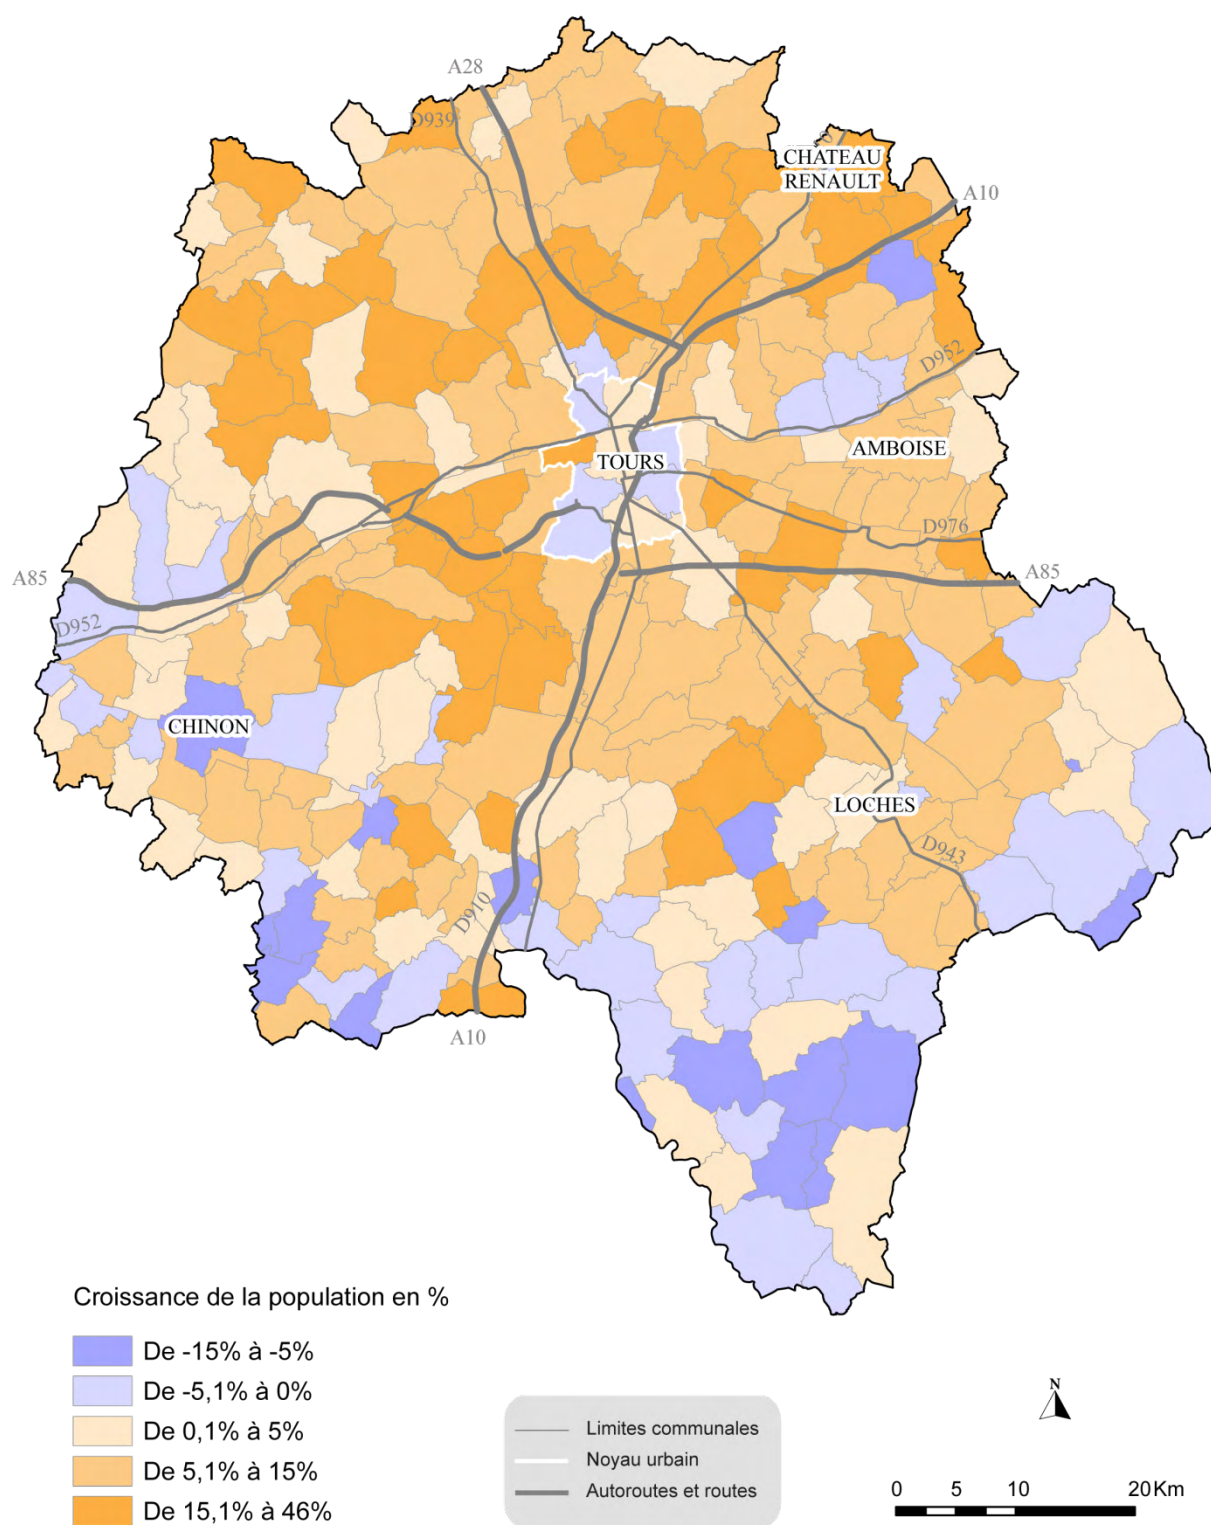 A28
D939
CHATEAU
RENAULT
A10
D952
AMBOISE
TOURS
D976
A85
A85
D952
CHINON
LOCHES
D943
D910
A10
Croissance de la population en %
De -15% à -5%
De -5,1% à 0%
De 0,1% à 5%
De 5,1% à 15%
De 15,1% à 46%
Limites communales
Noyau urbain
Autoroutes et routes
N
0 5 10 20Km